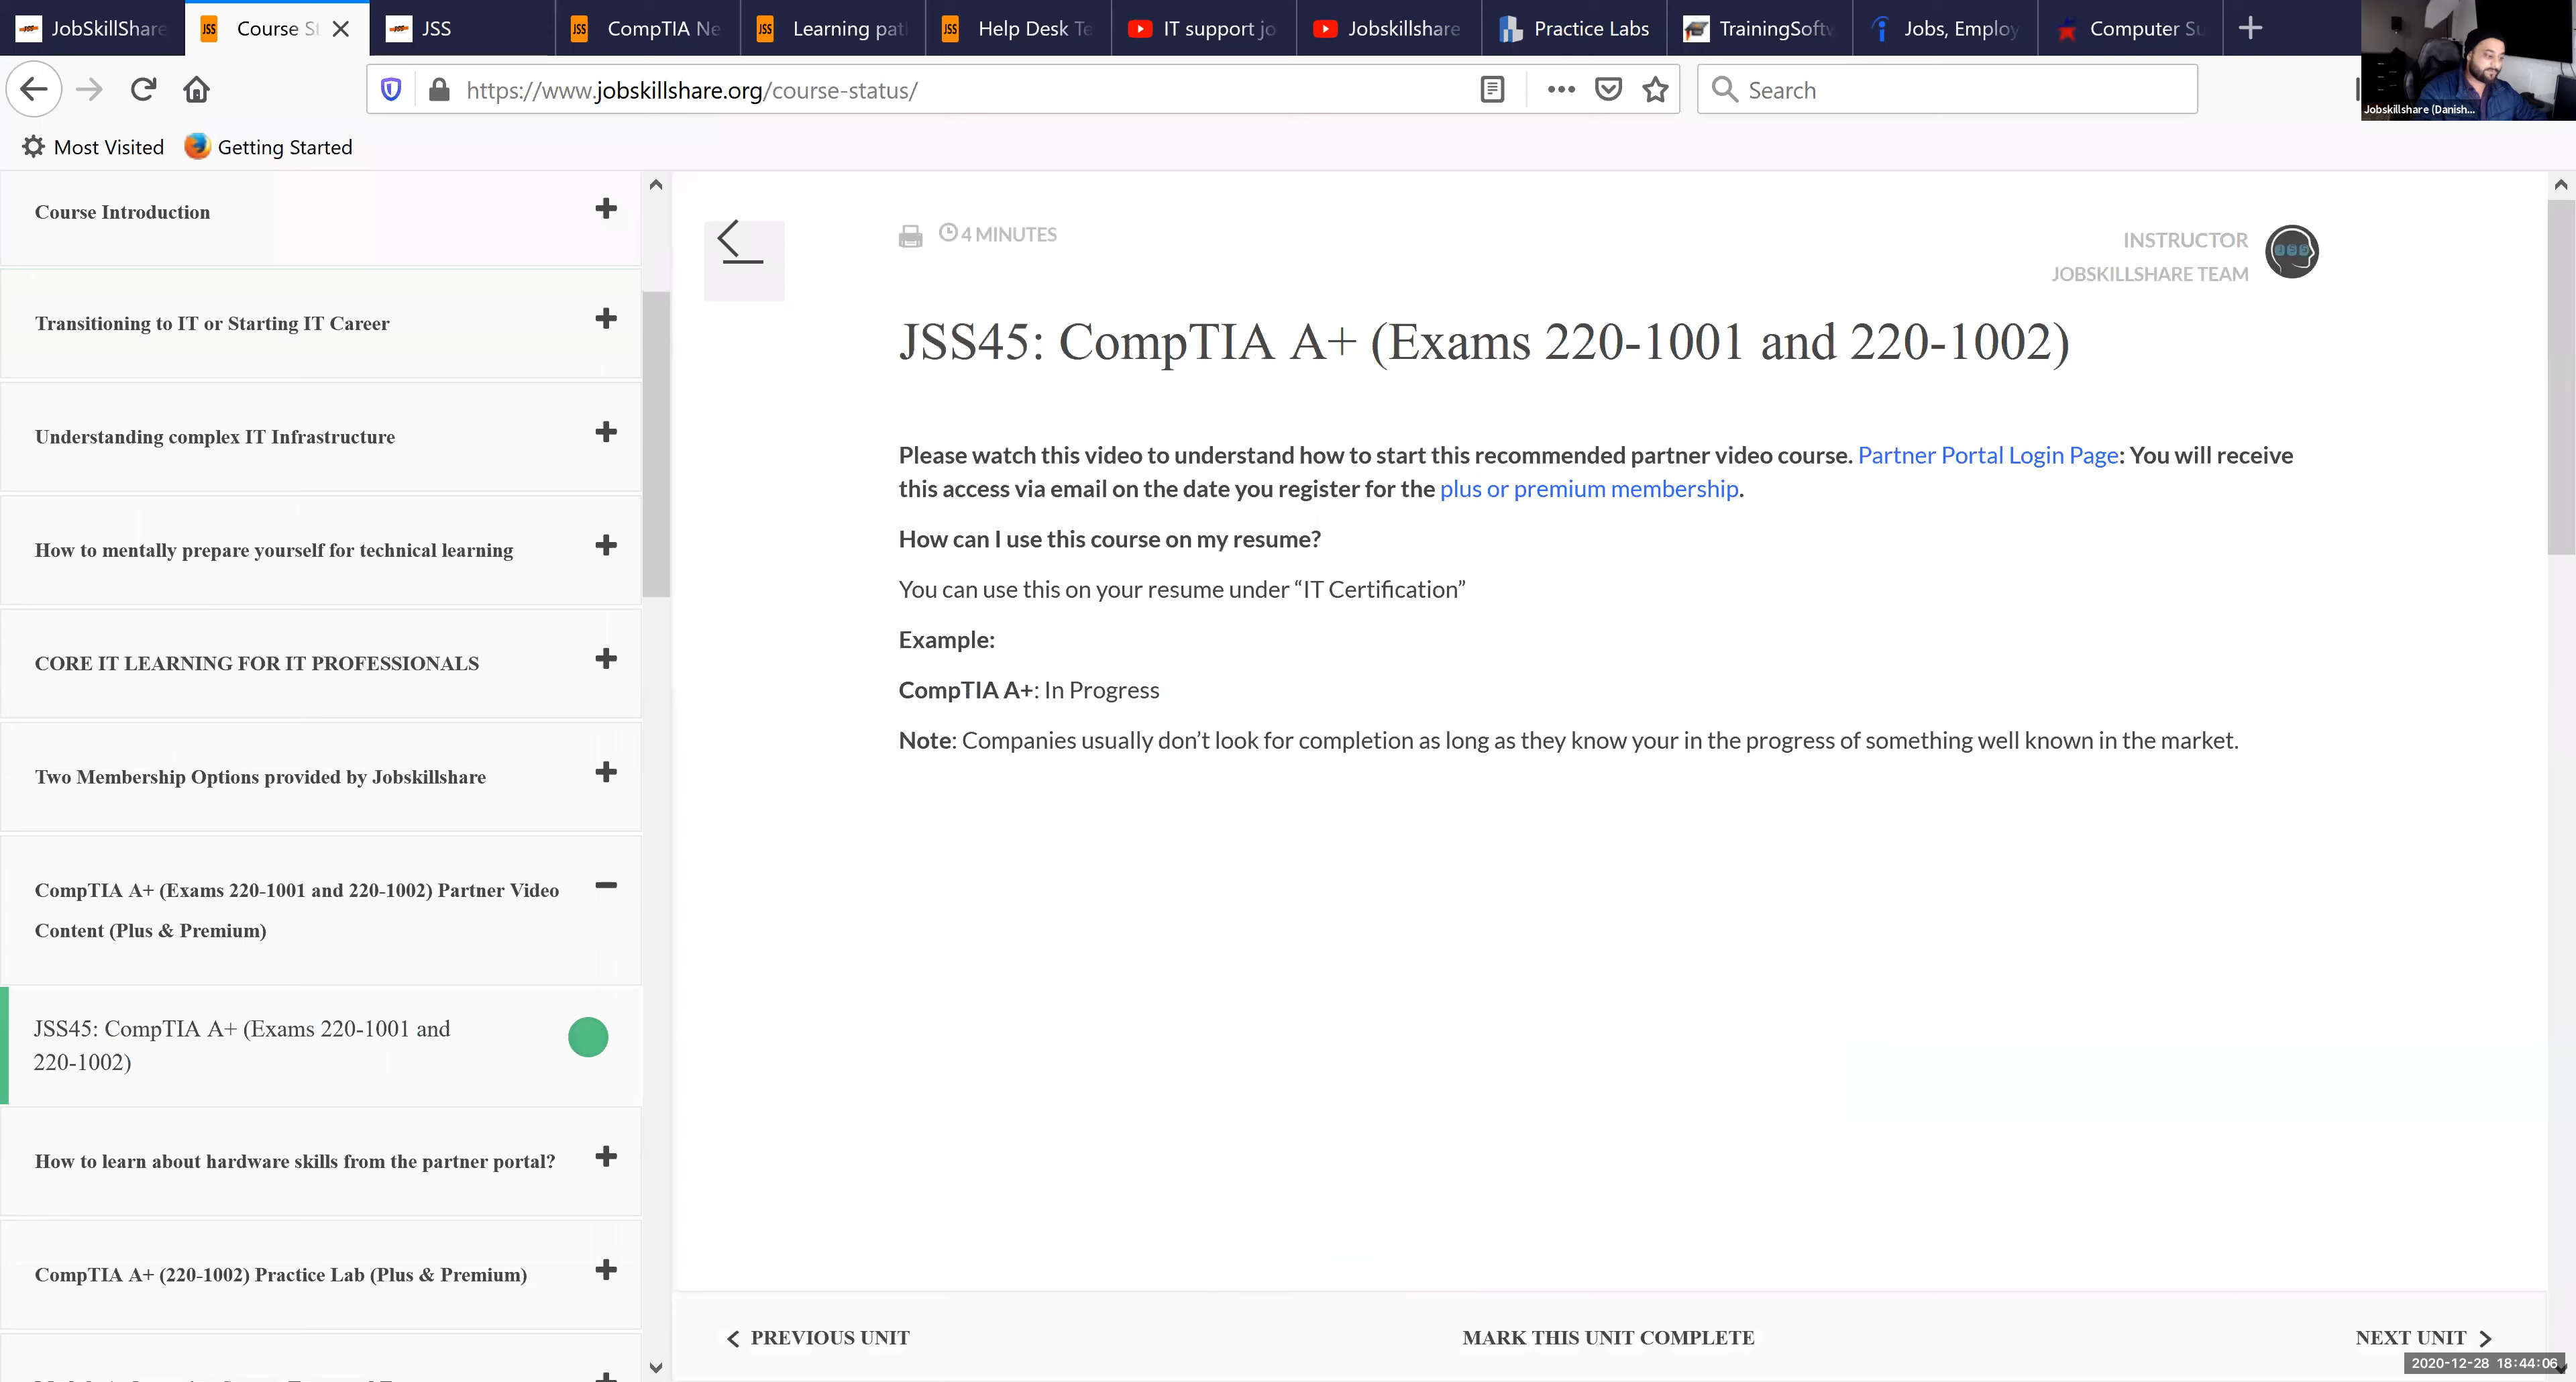 JobSkillShare
Course St
JSS
CompTIA Ne
Learning pat
Help Desk Te
IT support jo
Jobskillshare
Practice Labs
TrainingSoftw
Jobs, Employ
Computer Su
https://www.jobskillshare.org/course-status/
Search
Jobskillshare (Danish...
Most Visited
Getting Started
Course Introduction
Transitioning to IT or Starting IT Career
Understanding complex IT Infrastructure
How to mentally prepare yourself for technical learning
CORE IT LEARNING FOR IT PROFESSIONALS
Two Membership Options provided by Jobskillshare
CompTIA A+ (Exams 220-1001 and 220-1002) Partner Video
Content (Plus & Premium)
JSS45: CompTIA A+ (Exams 220-1001 and
220-1002)
How to learn about hardware skills from the partner portal?
CompTIA A+ (220-1002) Practice Lab (Plus & Premium)
4 MINUTES
INSTRUCTOR
JOBSKILLSHARE TEAM
JSS45: CompTIA A+ (Exams 220-1001 and 220-1002)
Please watch this video to understand how to start this recommended partner video course. Partner Portal Login Page: You will receive
this access via email on the date you register for the plus or premium membership.
How can I use this course on my resume?
You can use this on your resume under “IT Certification”
Example:
CompTIA A+: In Progress
Note: Companies usually don’t look for completion as long as they know your in the progress of something well known in the market.
PREVIOUS UNIT
MARK THIS UNIT COMPLETE
NEXT UNIT
2020-12-28 18:44:06